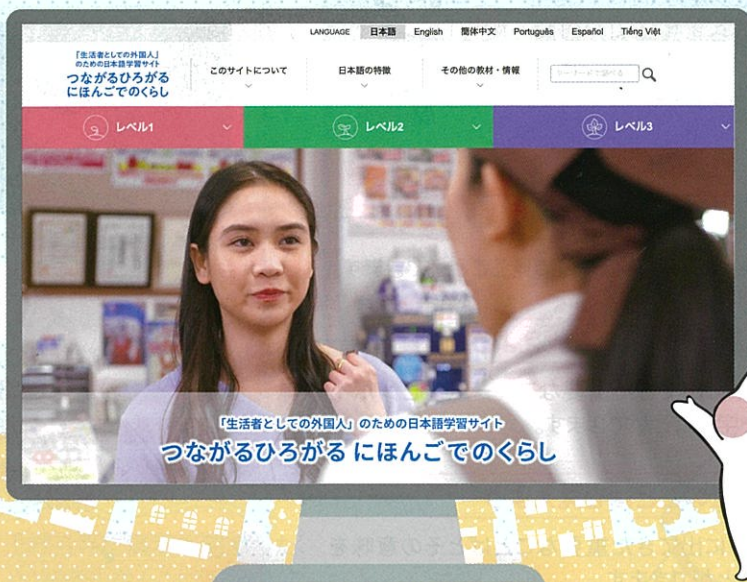 LANGUAGE 日本語 English 简体中文 Português Español Tiếng Việt
「生活者としての外国人」
のための日本語学習サイト
つながるひろがる
にほんごでのくらし
このサイトについて 日本語の特徴 その他の教材・情報 キーワードで調べる
レベル1 レベル2 レベル3
「生活者としての外国人」のための日本語学習サイト
つながるひろがる にほんごでのくらし